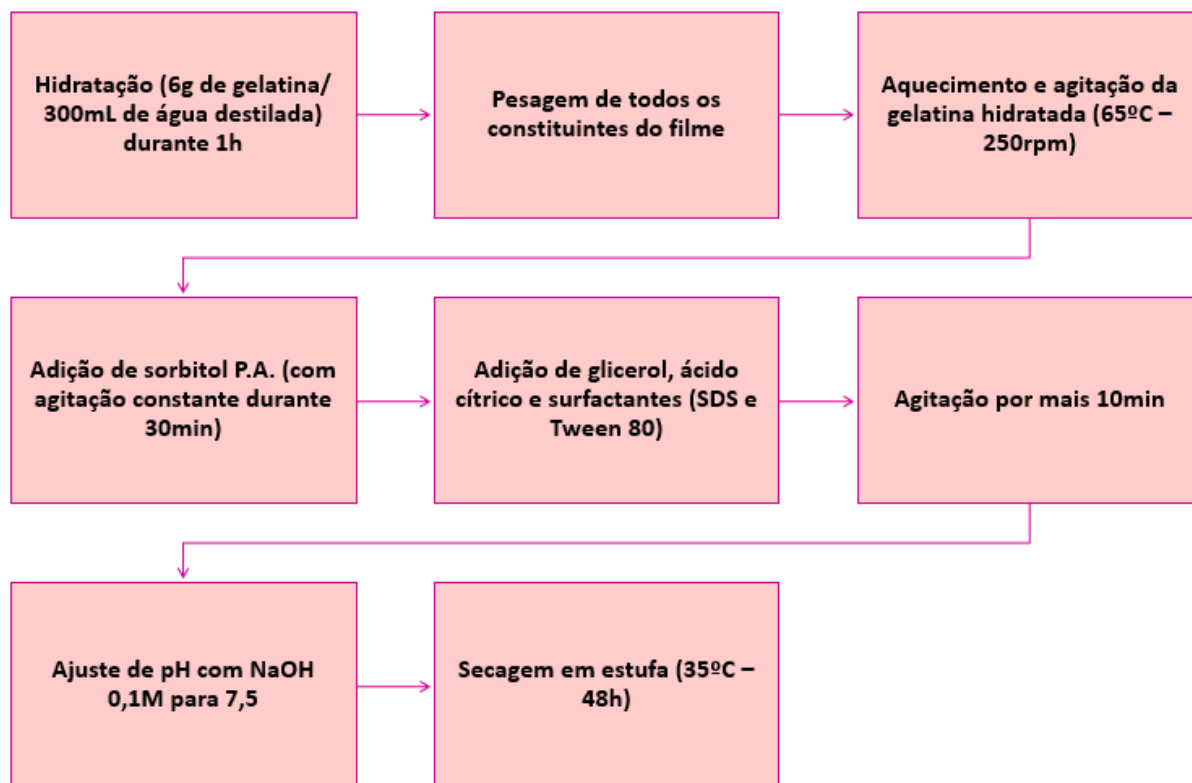 Hidratação (6g de gelatina/
300mL de água destilada)
durante 1h
Pesagem de todos os
constituintes do filme
Aquecimento e agitação da
gelatina hidratada (65ºC –
250rpm)
Adição de sorbitol P.A. (com
agitação constante durante
30min)
Adição de glicerol, ácido
cítrico e surfactantes (SDS e
Tween 80)
Agitação por mais 10min
Ajuste de pH com NaOH
0,1M para 7,5
Secagem em estufa (35ºC –
48h)